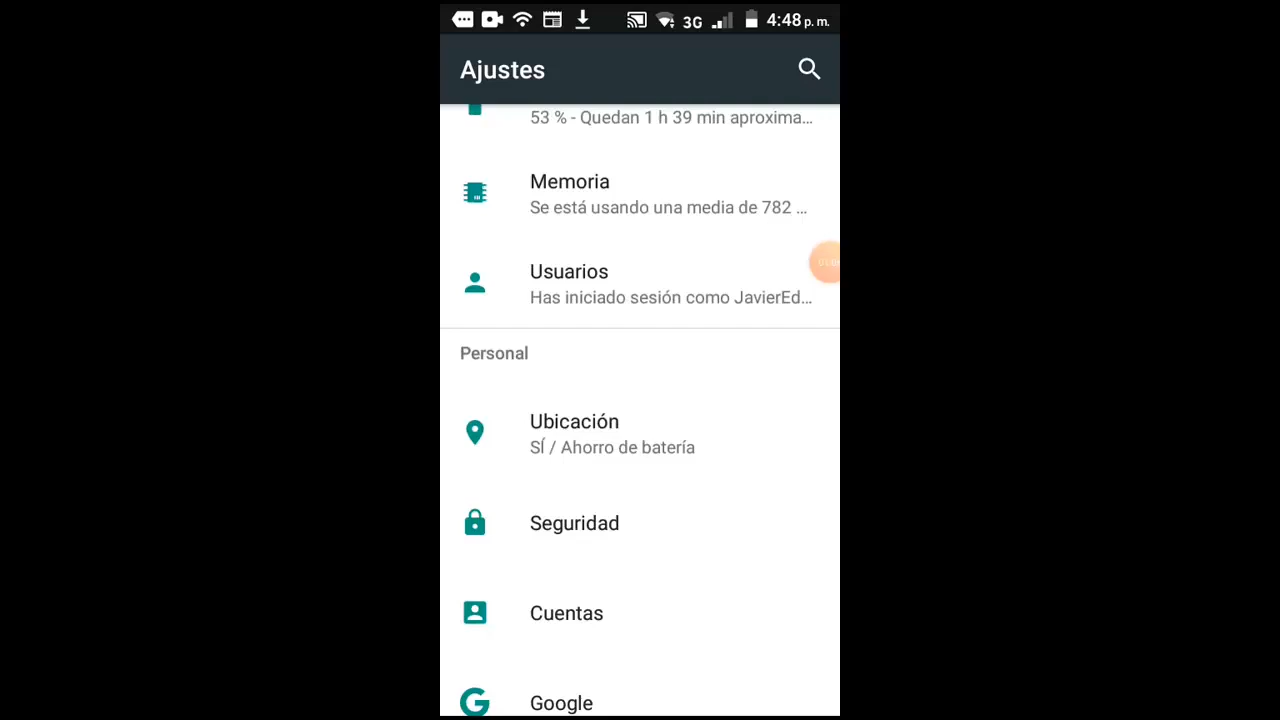 3G 4:48 p. m.
Ajustes
53 % - Quedan 1 h 39 min aproxima...
Memoria
Se está usando una media de 782 ...
Usuarios
Has iniciado sesión como JavierEd...
Personal
Ubicación
SÍ / Ahorro de batería
Seguridad
Cuentas
Google